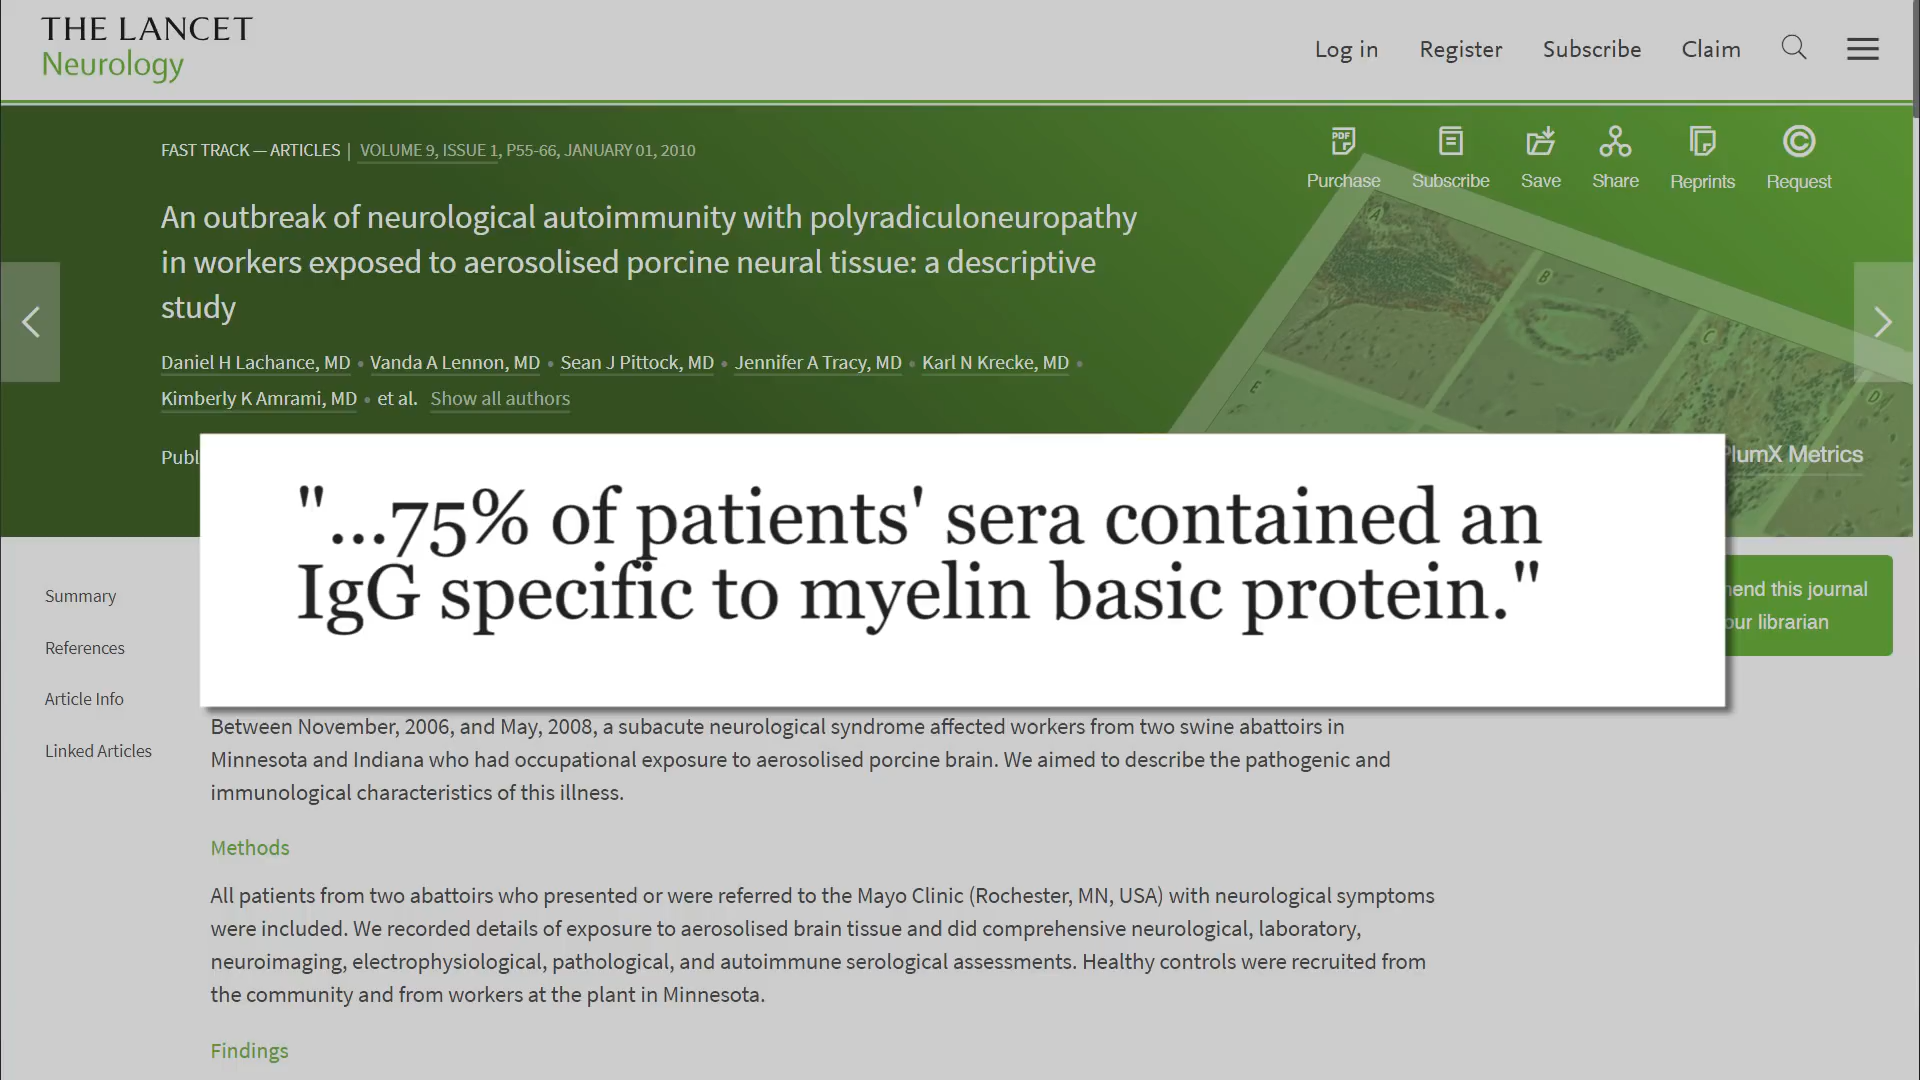 THE LANCET
Neurology
Log in
Register
Subscribe
Claim
FAST TRACK — ARTICLES | VOLUME 9, ISSUE 1, P55-66, JANUARY 01, 2010
Purchase
Subscribe
Save
Share
Reprints
Request
An outbreak of neurological autoimmunity with polyradiculoneuropathy
in workers exposed to aerosolised porcine neural tissue: a descriptive
study
Daniel H Lachance, MD • Vanda A Lennon, MD • Sean J Pittock, MD • Jennifer A Tracy, MD • Karl N Krecke, MD •
Kimberly K Amrami, MD • et al. Show all authors
A
B
C
D
E
Publ
lumX Metrics
"...75% of patients' sera contained an
IgG specific to myelin basic protein."
end this journal
our librarian
Summary
References
Article Info
Linked Articles
Between November, 2006, and May, 2008, a subacute neurological syndrome affected workers from two swine abattoirs in
Minnesota and Indiana who had occupational exposure to aerosolised porcine brain. We aimed to describe the pathogenic and
immunological characteristics of this illness.
Methods
All patients from two abattoirs who presented or were referred to the Mayo Clinic (Rochester, MN, USA) with neurological symptoms
were included. We recorded details of exposure to aerosolised brain tissue and did comprehensive neurological, laboratory,
neuroimaging, electrophysiological, pathological, and autoimmune serological assessments. Healthy controls were recruited from
the community and from workers at the plant in Minnesota.
Findings